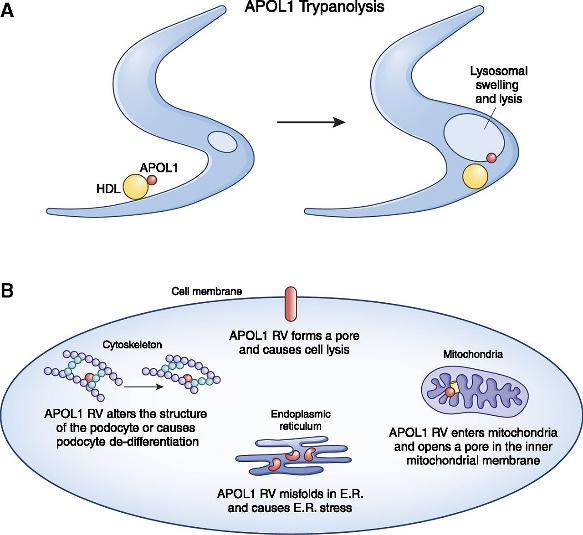 A
APOL1 Trypanolysis
Lysosomal
swelling
and lysis
APOL1
HDL
B
Cell membrane
APOL1 RV forms a pore
and causes cell lysis
Cytoskeleton
APOL1 RV alters the structure
of the podocyte or causes
podocyte de-differentiation
Mitochondria
APOL1 RV enters mitochondria
and opens a pore in the inner
mitochondrial membrane
Endoplasmic
reticulum
APOL1 RV misfolds in E.R.
and causes E.R. stress